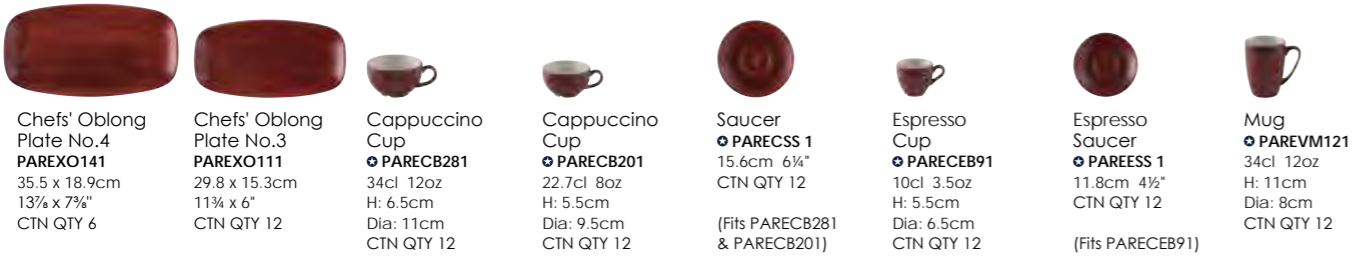 Chefs' Oblong
Plate No.4
PAREXO141
35.5 x 18.9cm
13⅞ x 7⅜"
CTN QTY 6
Chefs' Oblong
Plate No.3
PAREXO111
29.8 x 15.3cm
11¾ x 6"
CTN QTY 12
Cappuccino
Cup
✪ PARECB281
34cl 12oz
H: 6.5cm
Dia: 11cm
CTN QTY 12
Cappuccino
Cup
✪ PARECB201
22.7cl 8oz
H: 5.5cm
Dia: 9.5cm
CTN QTY 12
Saucer
✪ PARECSS 1
15.6cm 6¼"
CTN QTY 12
(Fits PARECB281
& PARECB201)
Espresso
Cup
✪ PARECEB91
10cl 3.5oz
H: 5.5cm
Dia: 6.5cm
CTN QTY 12
Espresso
Saucer
✪ PAREESS 1
11.8cm 4½"
CTN QTY 12
(Fits PARECEB91)
Mug
✪ PAREVM121
34cl 12oz
H: 11cm
Dia: 8cm
CTN QTY 12